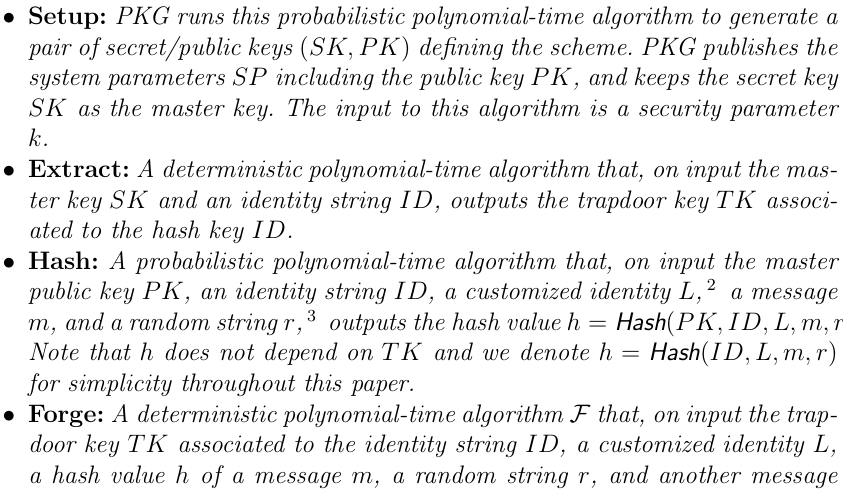 • Setup: PKG runs this probabilistic polynomial-time algorithm to generate a
pair of secret/public keys (SK, PK) defining the scheme. PKG publishes the
system parameters SP including the public key PK, and keeps the secret key
SK as the master key. The input to this algorithm is a security parameter
k.
• Extract: A deterministic polynomial-time algorithm that, on input the mas-
ter key SK and an identity string ID, outputs the trapdoor key TK associ-
ated to the hash key ID.
• Hash: A probabilistic polynomial-time algorithm that, on input the master
public key PK, an identity string ID, a customized identity L,² a message
m, and a random string r,³ outputs the hash value h = Hash(PK, ID, L, m, r
Note that h does not depend on TK and we denote h = Hash(ID, L, m, r)
for simplicity throughout this paper.
• Forge: A deterministic polynomial-time algorithm ℱ that, on input the trap-
door key TK associated to the identity string ID, a customized identity L,
a hash value h of a message m, a random string r, and another message